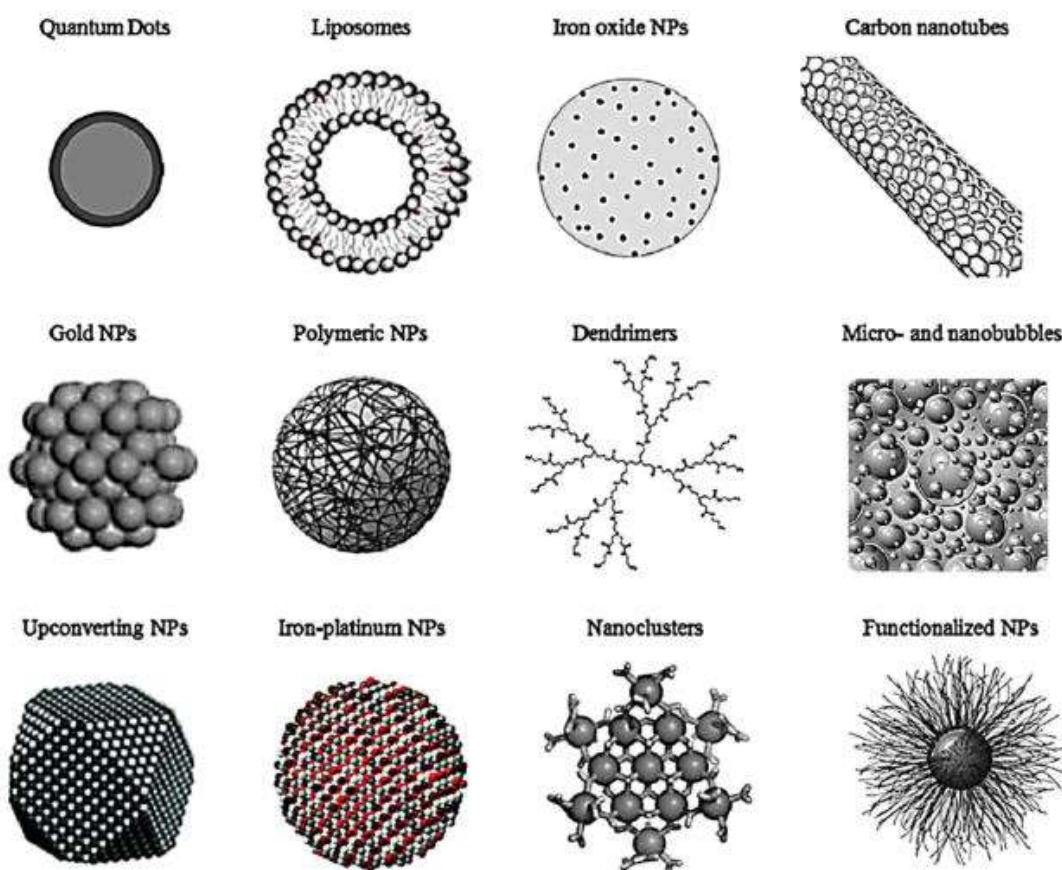 Quantum Dots
Liposomes
Iron oxide NPs
Carbon nanotubes
Gold NPs
Polymeric NPs
Dendrimers
Micro- and nanobubbles
Upconverting NPs
Iron-platinum NPs
Nanoclusters
Functionalized NPs